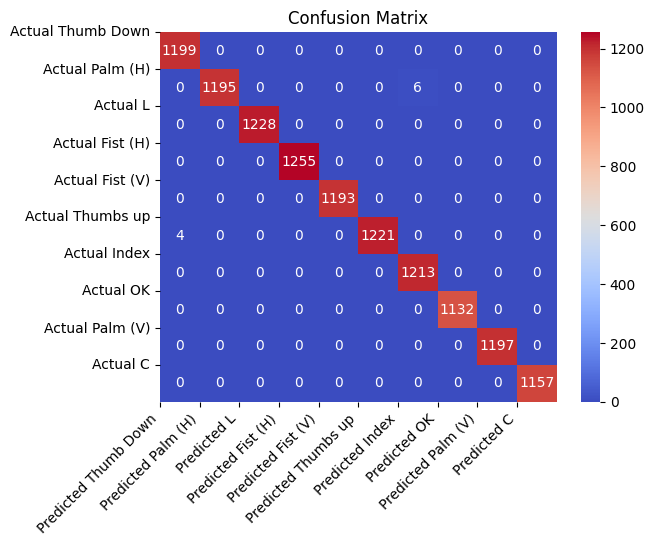 Confusion Matrix
Actual Thumb Down
1199 0 0 0 0 0 0 0 0 0
Actual Palm (H)
0 1195 0 0 0 0 6 0 0 0
Actual L
0 0 1228 0 0 0 0 0 0 0
Actual Fist (H)
0 0 0 1255 0 0 0 0 0 0
Actual Fist (V)
0 0 0 0 1193 0 0 0 0 0
Actual Thumbs up
4 0 0 0 0 1221 0 0 0 0
Actual Index
0 0 0 0 0 0 1213 0 0 0
Actual OK
0 0 0 0 0 0 0 1132 0 0
Actual Palm (V)
0 0 0 0 0 0 0 0 1197 0
Actual C
0 0 0 0 0 0 0 0 0 1157
Predicted Thumb Down
Predicted Palm (H)
Predicted L
Predicted Fist (H)
Predicted Fist (V)
Predicted Thumbs up
Predicted Index
Predicted OK
Predicted Palm (V)
Predicted C
1200
1000
800
600
400
200
0